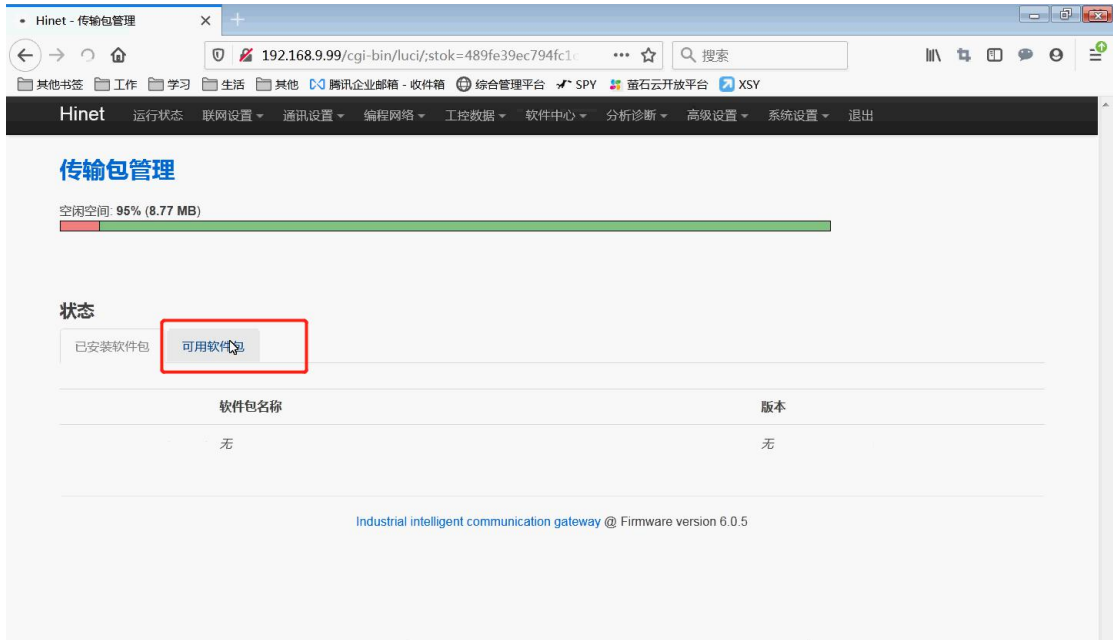 Hinet - 传输包管理
192.168.9.99/cgi-bin/luci/;stok=489fe39ec794fc1c
搜索
其他书签 工作 学习 生活 其他 腾讯企业邮箱 - 收件箱 综合管理平台 SPY 萤石云开放平台 XSY
Hinet 运行状态 联网设置 通讯设置 编程网络 工控数据 软件中心 分析诊断 高级设置 系统设置 退出
传输包管理
空闲空间: 95% (8.77 MB)
状态
已安装软件包 可用软件包
软件包名称 版本
无 无
Industrial intelligent communication gateway @ Firmware version 6.0.5